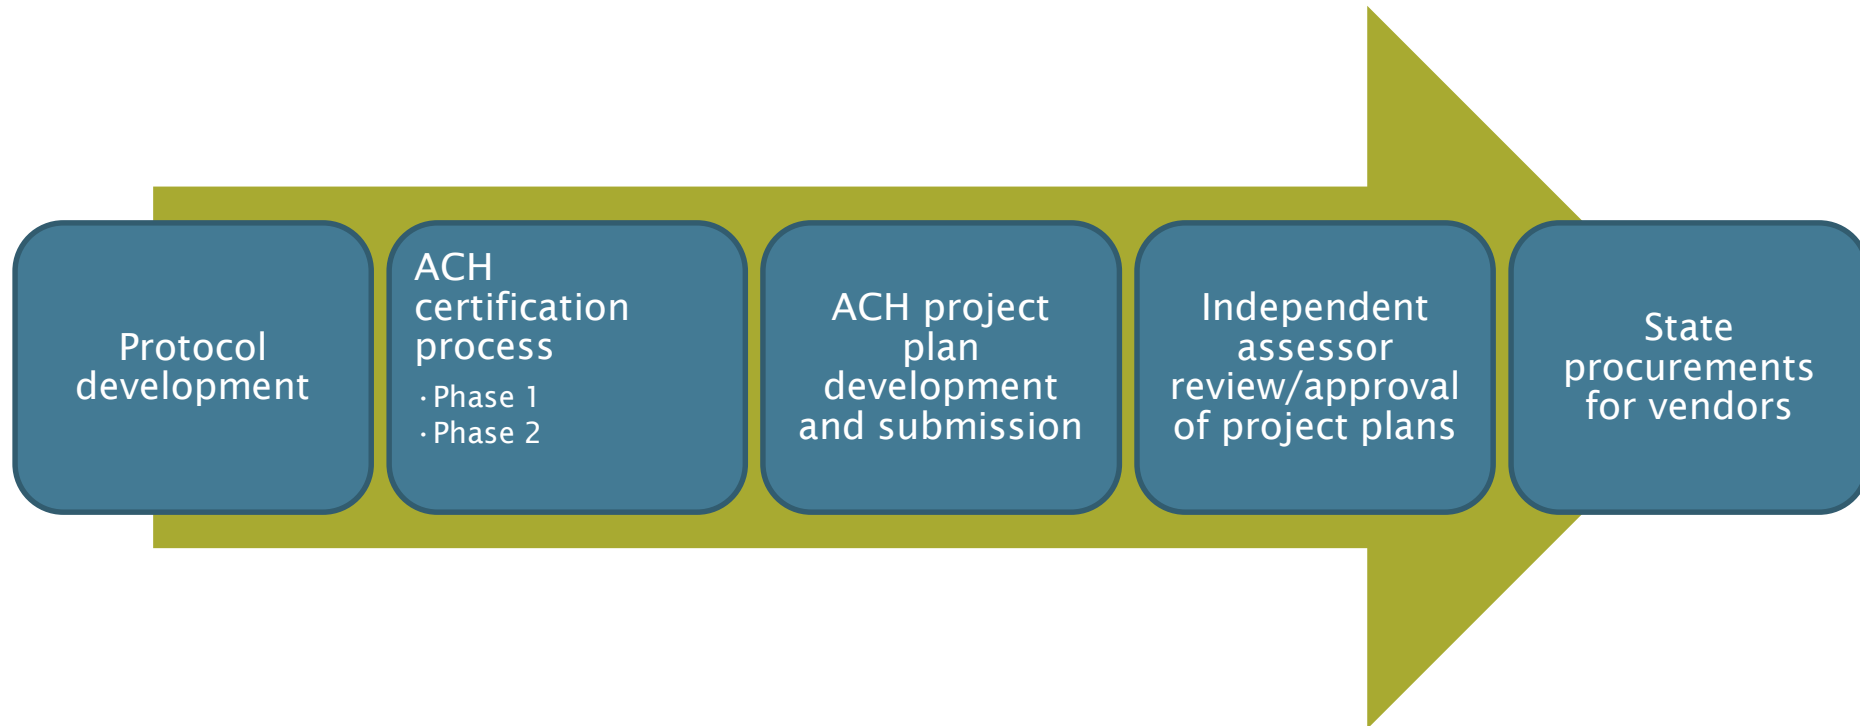 Protocol
development
ACH
certification
process
· Phase 1
· Phase 2
ACH project
plan
development
and submission
Independent
assessor
review/approval
of project plans
State
procurements
for vendors